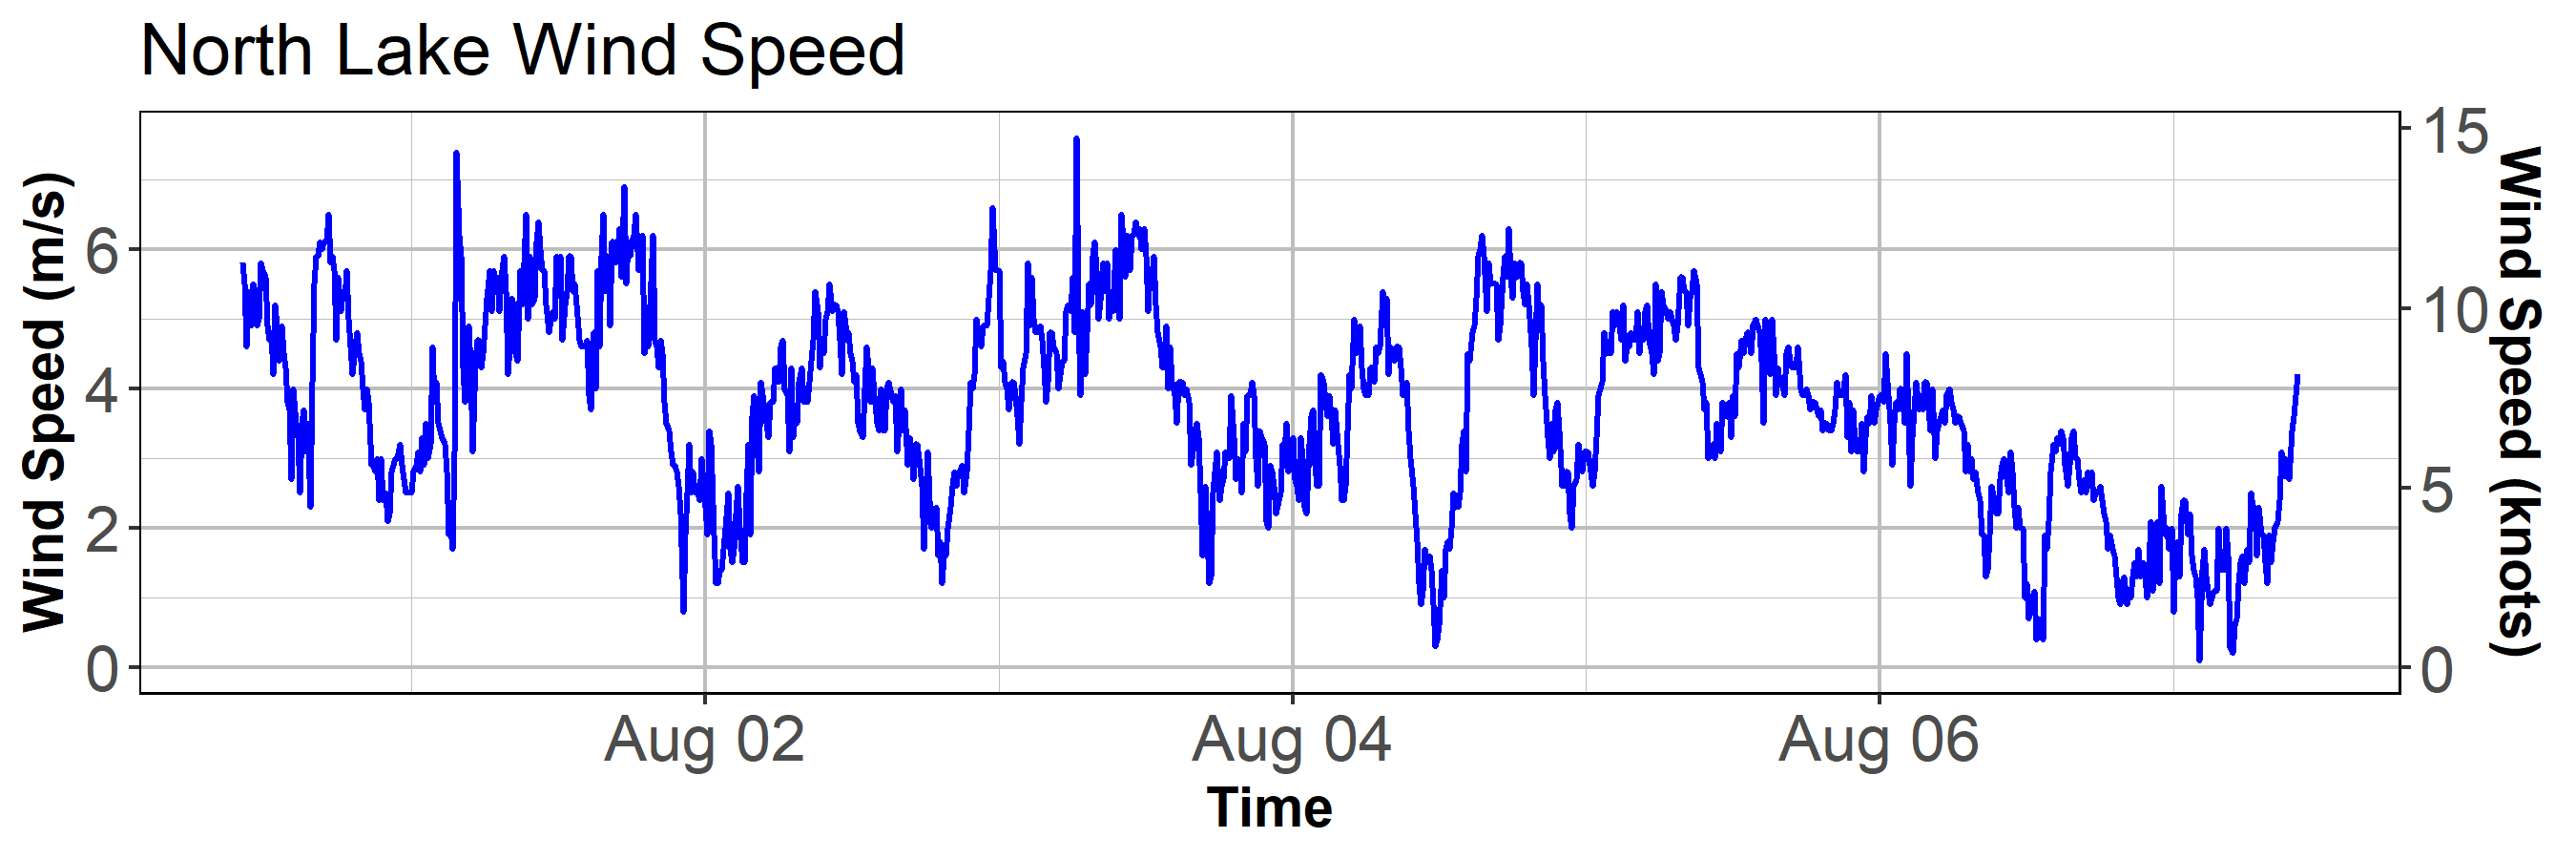 North Lake Wind Speed
Wind Speed (m/s)
6
4
2
0
15
10
5
0
Wind Speed (knots)
Aug 02
Aug 04
Aug 06
Time